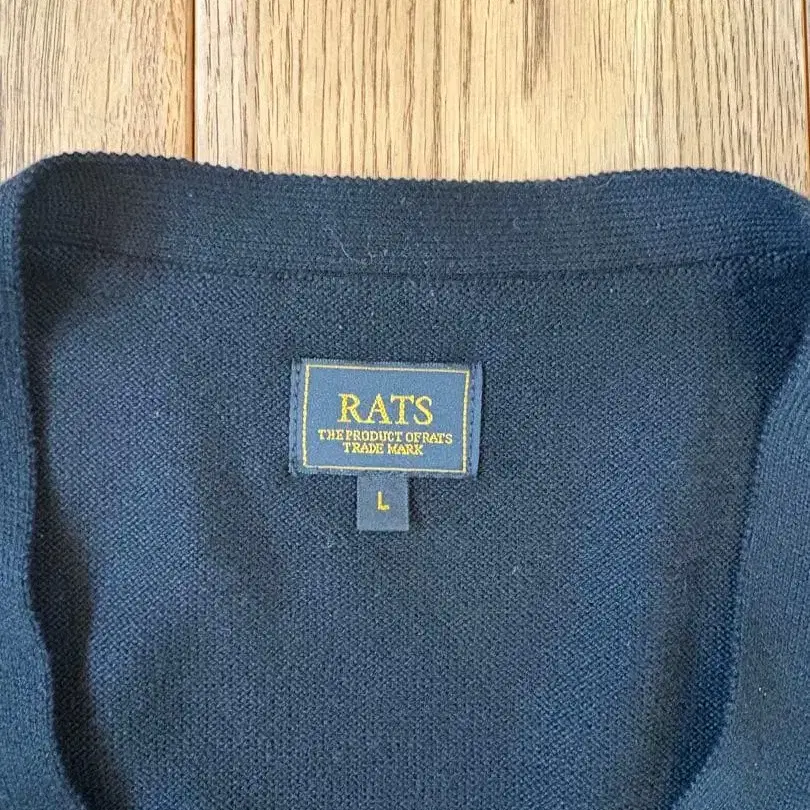 RATS
THE PRODUCT OF RATS
TRADE MARK
L